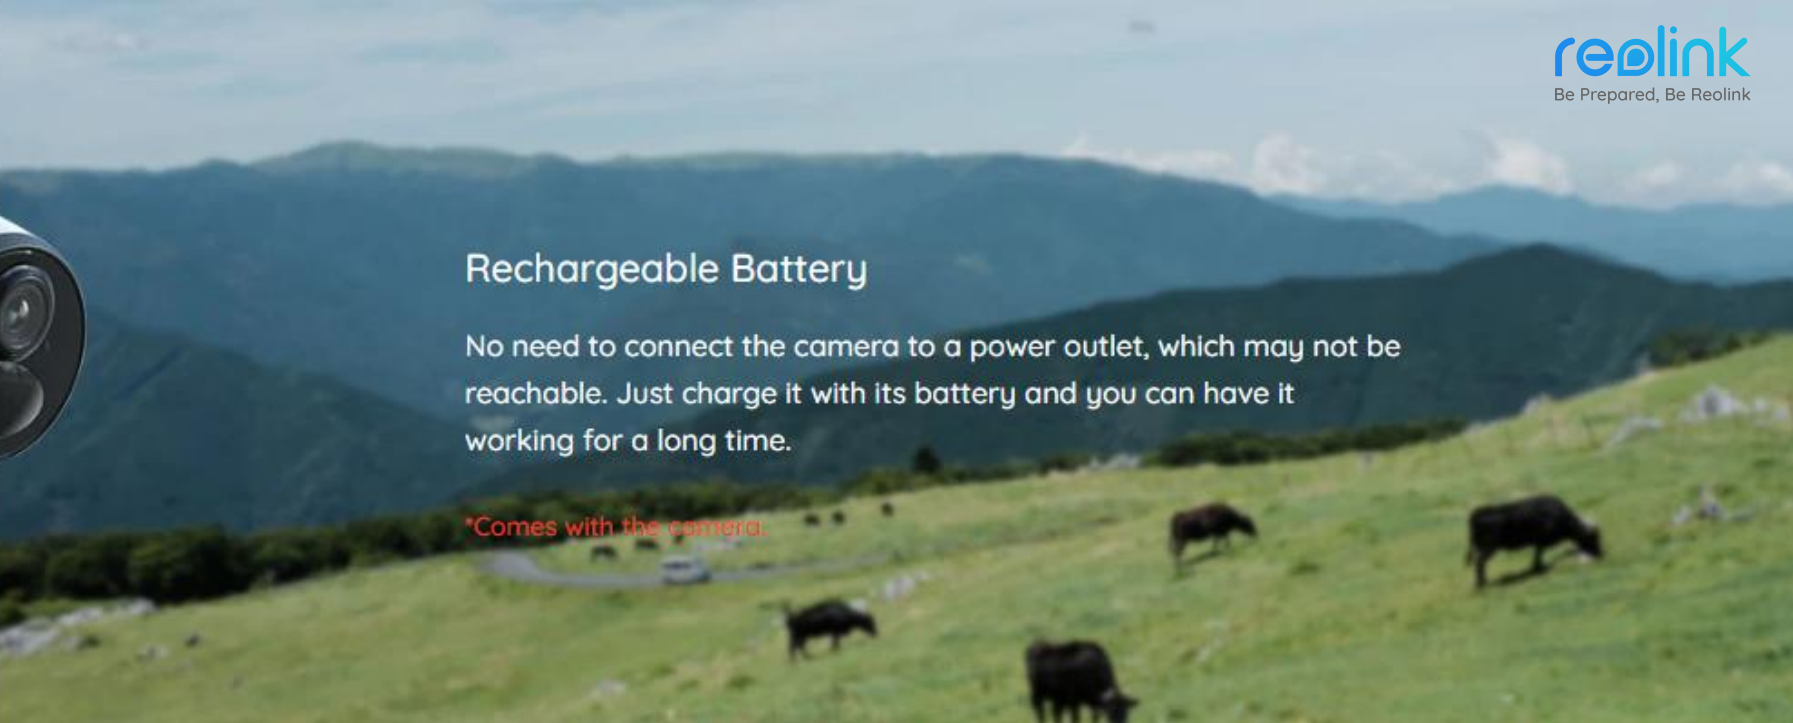 reolink
Be Prepared, Be Reolink
Rechargeable Battery
No need to connect the camera to a power outlet, which may not be
reachable. Just charge it with its battery and you can have it
working for a long time.
*Comes with the camera.